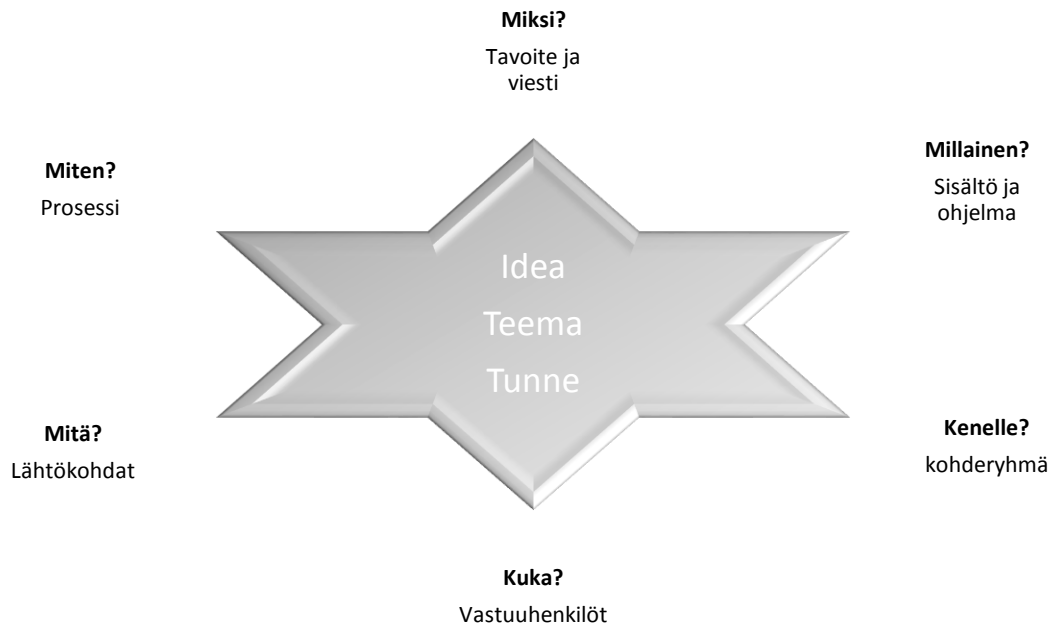 Miksi?
Tavoite ja
viesti
Miten?
Prosessi
Millainen?
Sisältö ja
ohjelma
Idea
Teema
Tunne
Mitä?
Lähtökohdat
Kenelle?
kohderyhmä
Kuka?
Vastuuhenkilöt